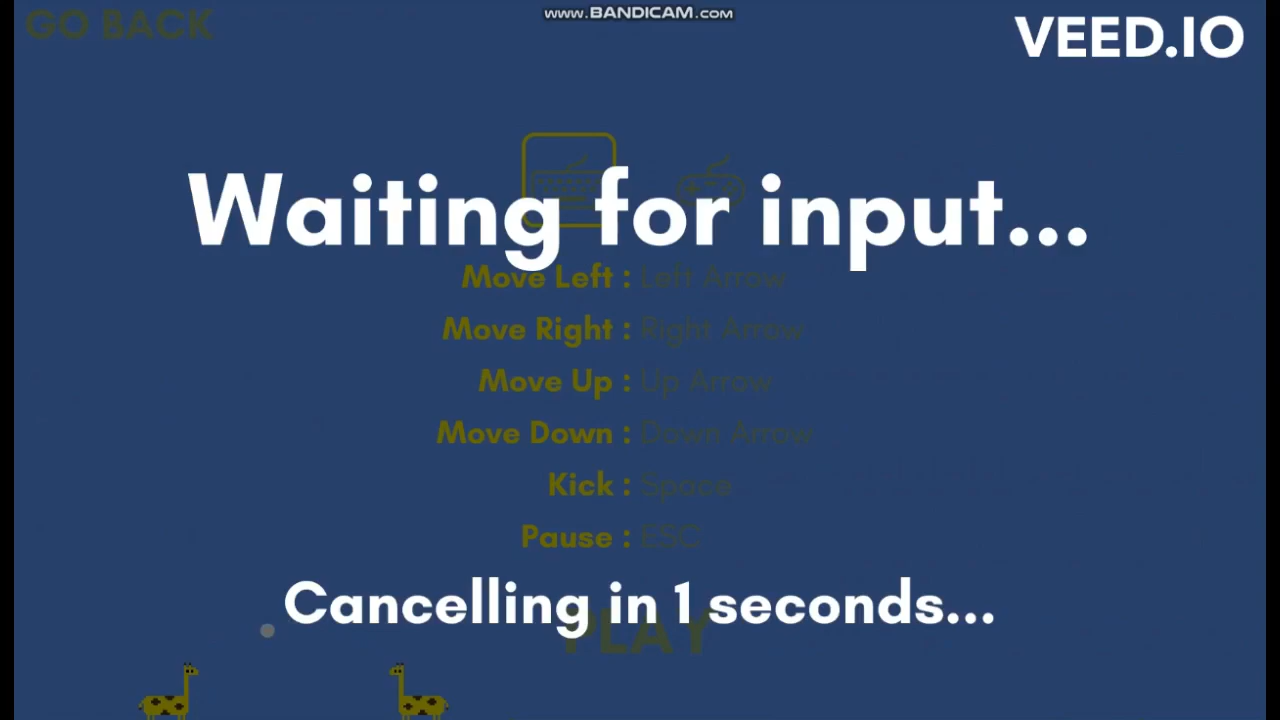 GO BACK
www.BANDICAM.com
VEED.IO
Waiting for input...
Move Left : Left Arrow
Move Right : Right Arrow
Move Up : Up Arrow
Move Down : Down Arrow
Kick : Space
Pause : ESC
Cancelling in 1 seconds...
PLAY